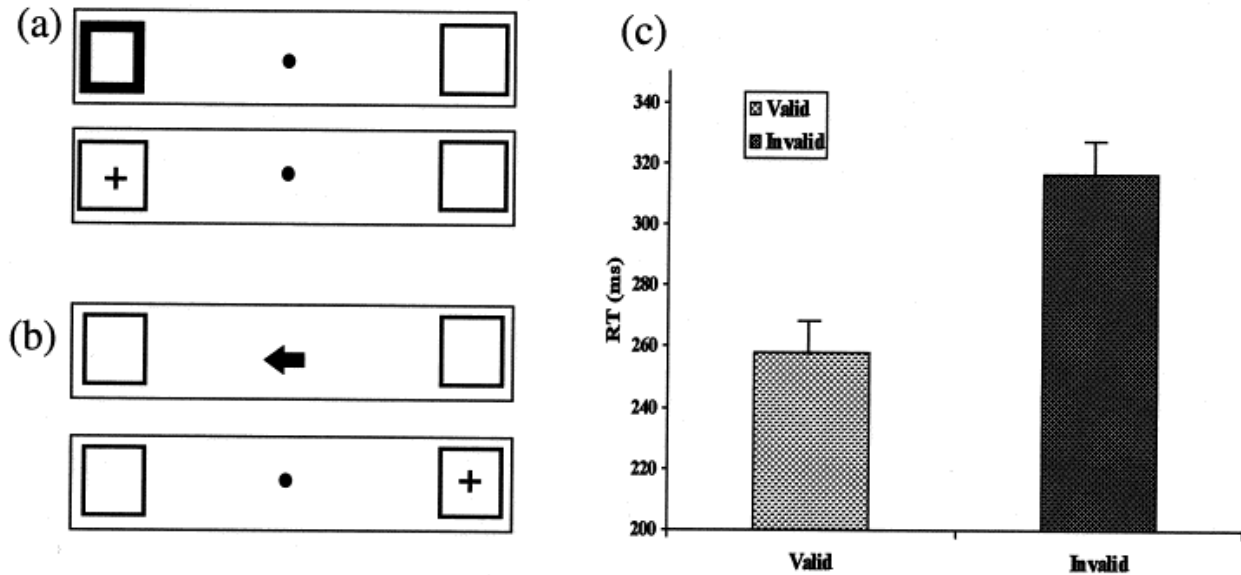 (a)
+
(b)
+
(c)
Valid
Invalid
340
320
300
280
260
240
220
200
RT (ms)
Valid
Invalid